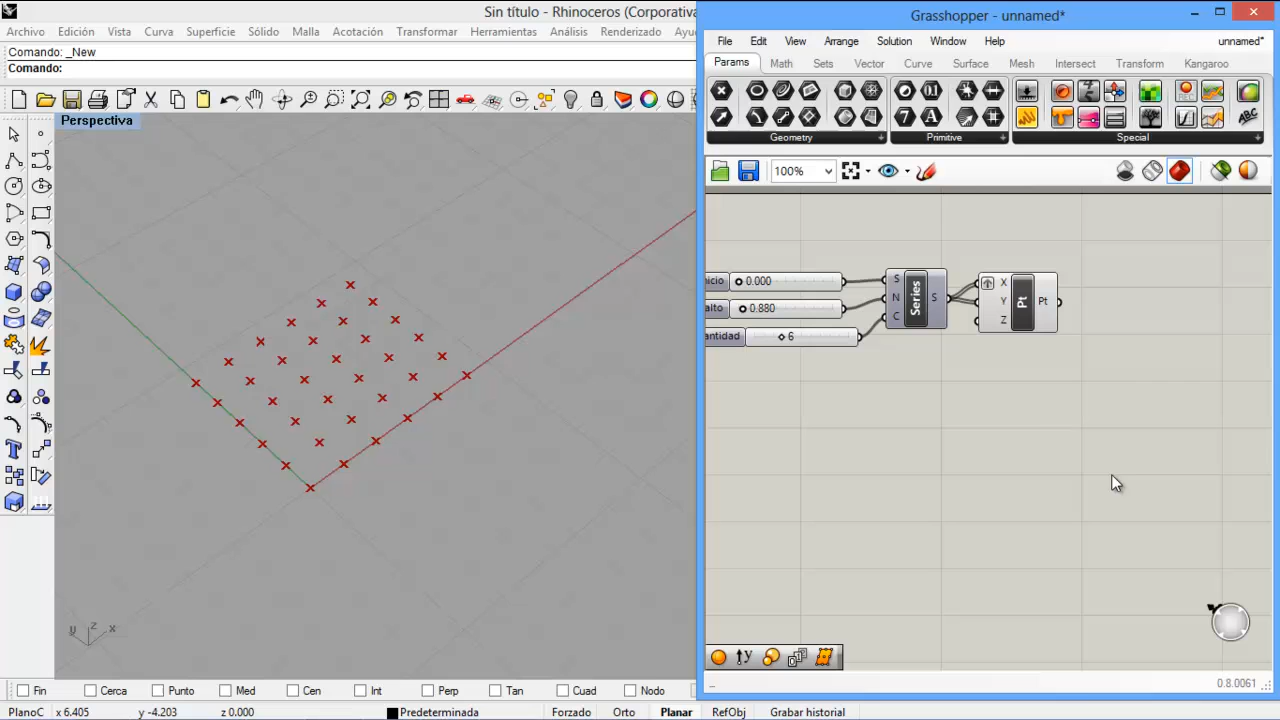 Sin título - Rhinoceros (Corporativa
Archivo Edición Vista Curva Superficie Sólido Malla Acotación Transformar Herramientas Análisis Renderizado
Comando: _New
Comando:
Perspectiva
y z x
Fin Cerca Punto Med Cen Int Perp Tan Cuad Nodo
PlanoC x 6.405 y -4.203 z 0.000 Predeterminada Forzado Orto Planar RefObj Grabar historial
Grasshopper - unnamed*
File Edit View Arrange Solution Window Help unnamed*
Params Math Sets Vector Curve Surface Mesh Intersect Transform Kangaroo
Geometry Primitive Special
100%
icio 0.000
alto 0.880
antidad 6
S N C Series S
X Y Z Pt Pt
0.8.0061